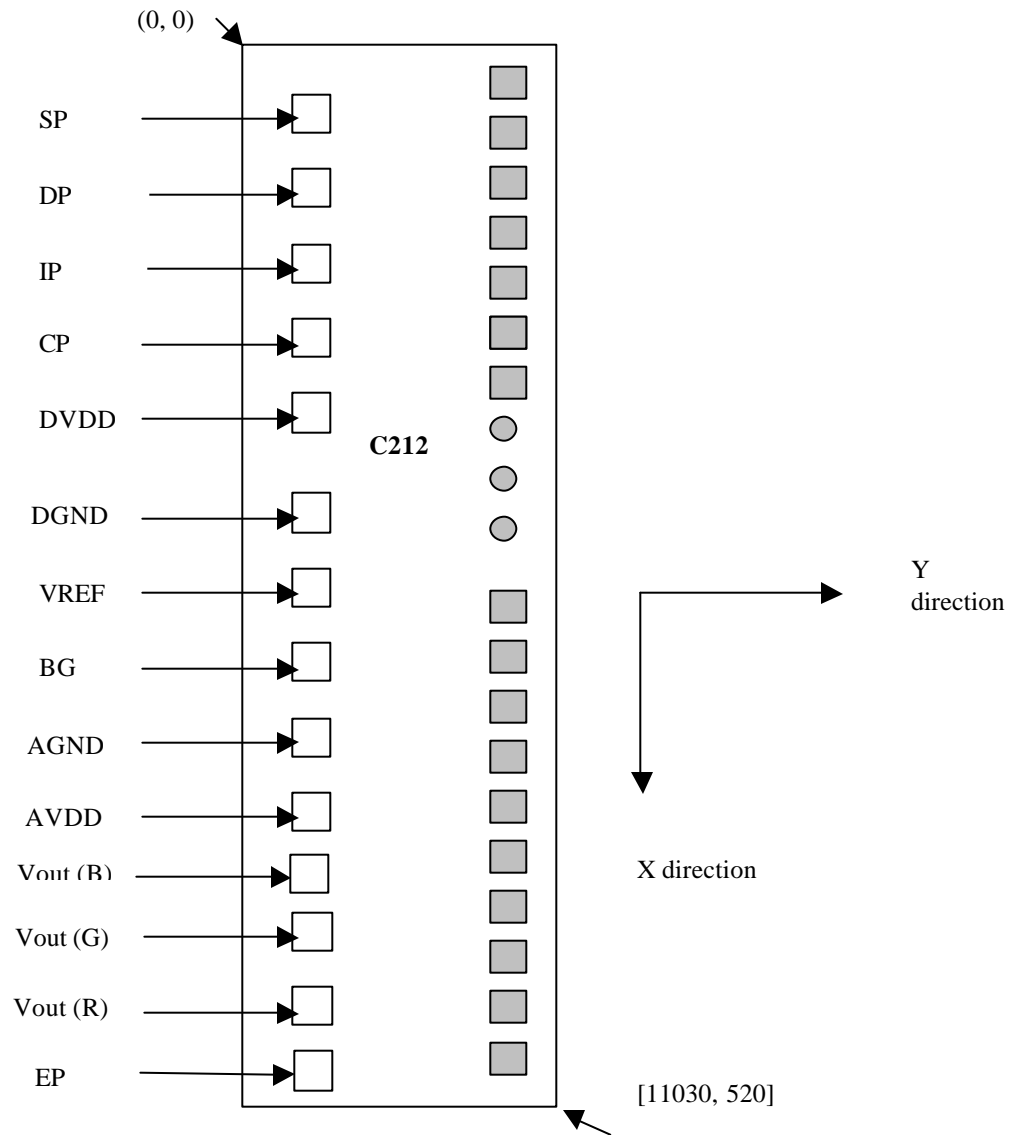 (0, 0)
SP
DP
IP
CP
DVDD
C212
DGND
VREF
Y
direction
BG
AGND
AVDD
Vout (B)
X direction
Vout (G)
Vout (R)
EP
[11030, 520]